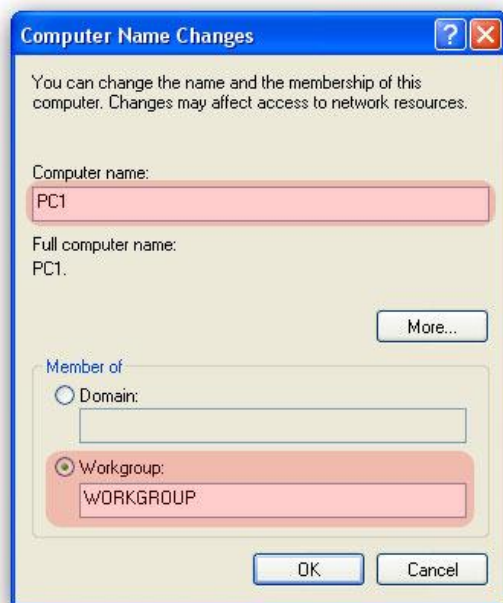 Computer Name Changes
You can change the name and the membership of this
computer. Changes may affect access to network resources.
Computer name:
PC1
Full computer name:
PC1.
More...
Member of
Domain:
Workgroup:
WORKGROUP
OK Cancel